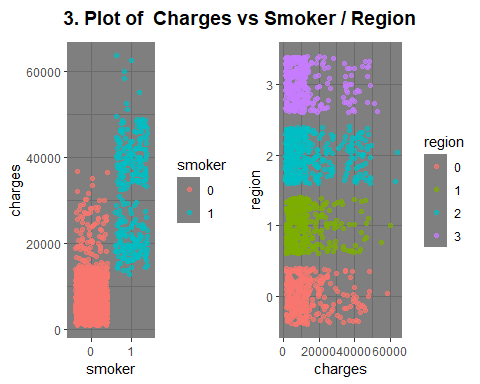 3. Plot of  Charges vs Smoker / Region
charges
60000
40000
20000
0
0 1
smoker
smoker
0
1
region
3
2
1
0
0 20000 40000 60000
charges
region
0
1
2
3